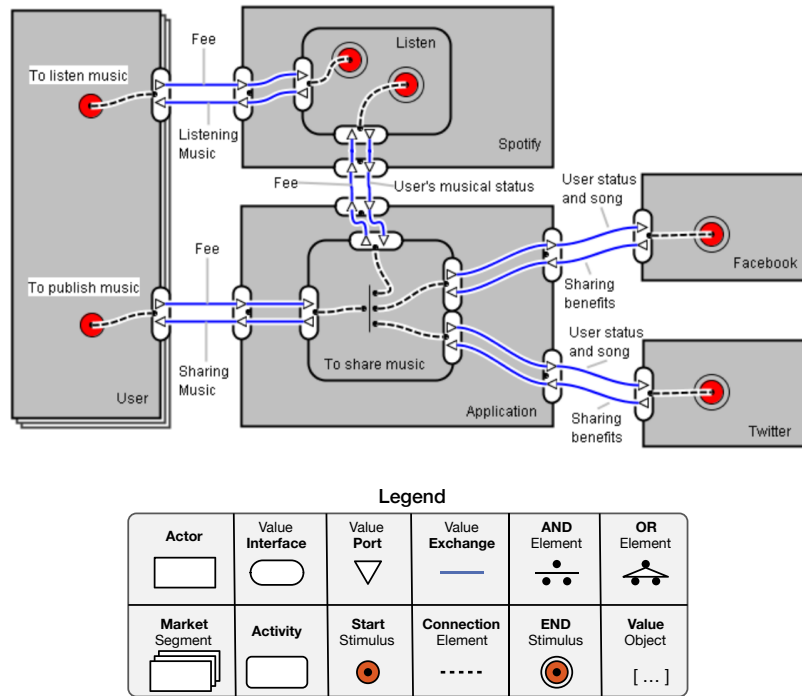 Listen
Fee
To listen music
Listening
Music
Spotify
Fee
User's musical status
User status
and song
Fee
Facebook
To publish music
Sharing
benefits
User status
and song
To share music
Sharing
Music
User
Application
Sharing
benefits
Twitter
Legend
Actor
Value
Interface
Value
Port
Value
Exchange
AND
Element
OR
Element
Market
Segment
Activity
Start
Stimulus
Connection
Element
END
Stimulus
Value
Object
[ ... ]